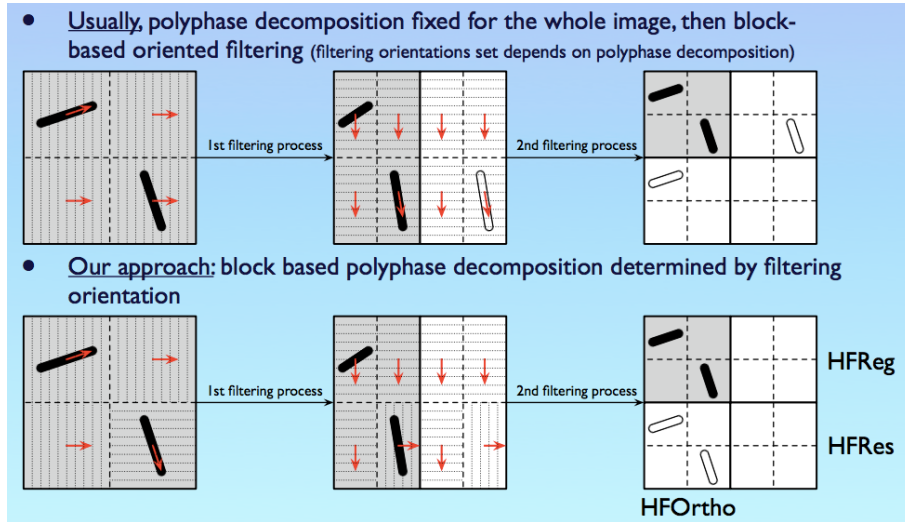 • Usually, polyphase decomposition fixed for the whole image, then block-
based oriented filtering (filtering orientations set depends on polyphase decomposition)
1st filtering process
2nd filtering process
• Our approach: block based polyphase decomposition determined by filtering
orientation
1st filtering process
2nd filtering process
HFReg
HFRes
HFOrtho